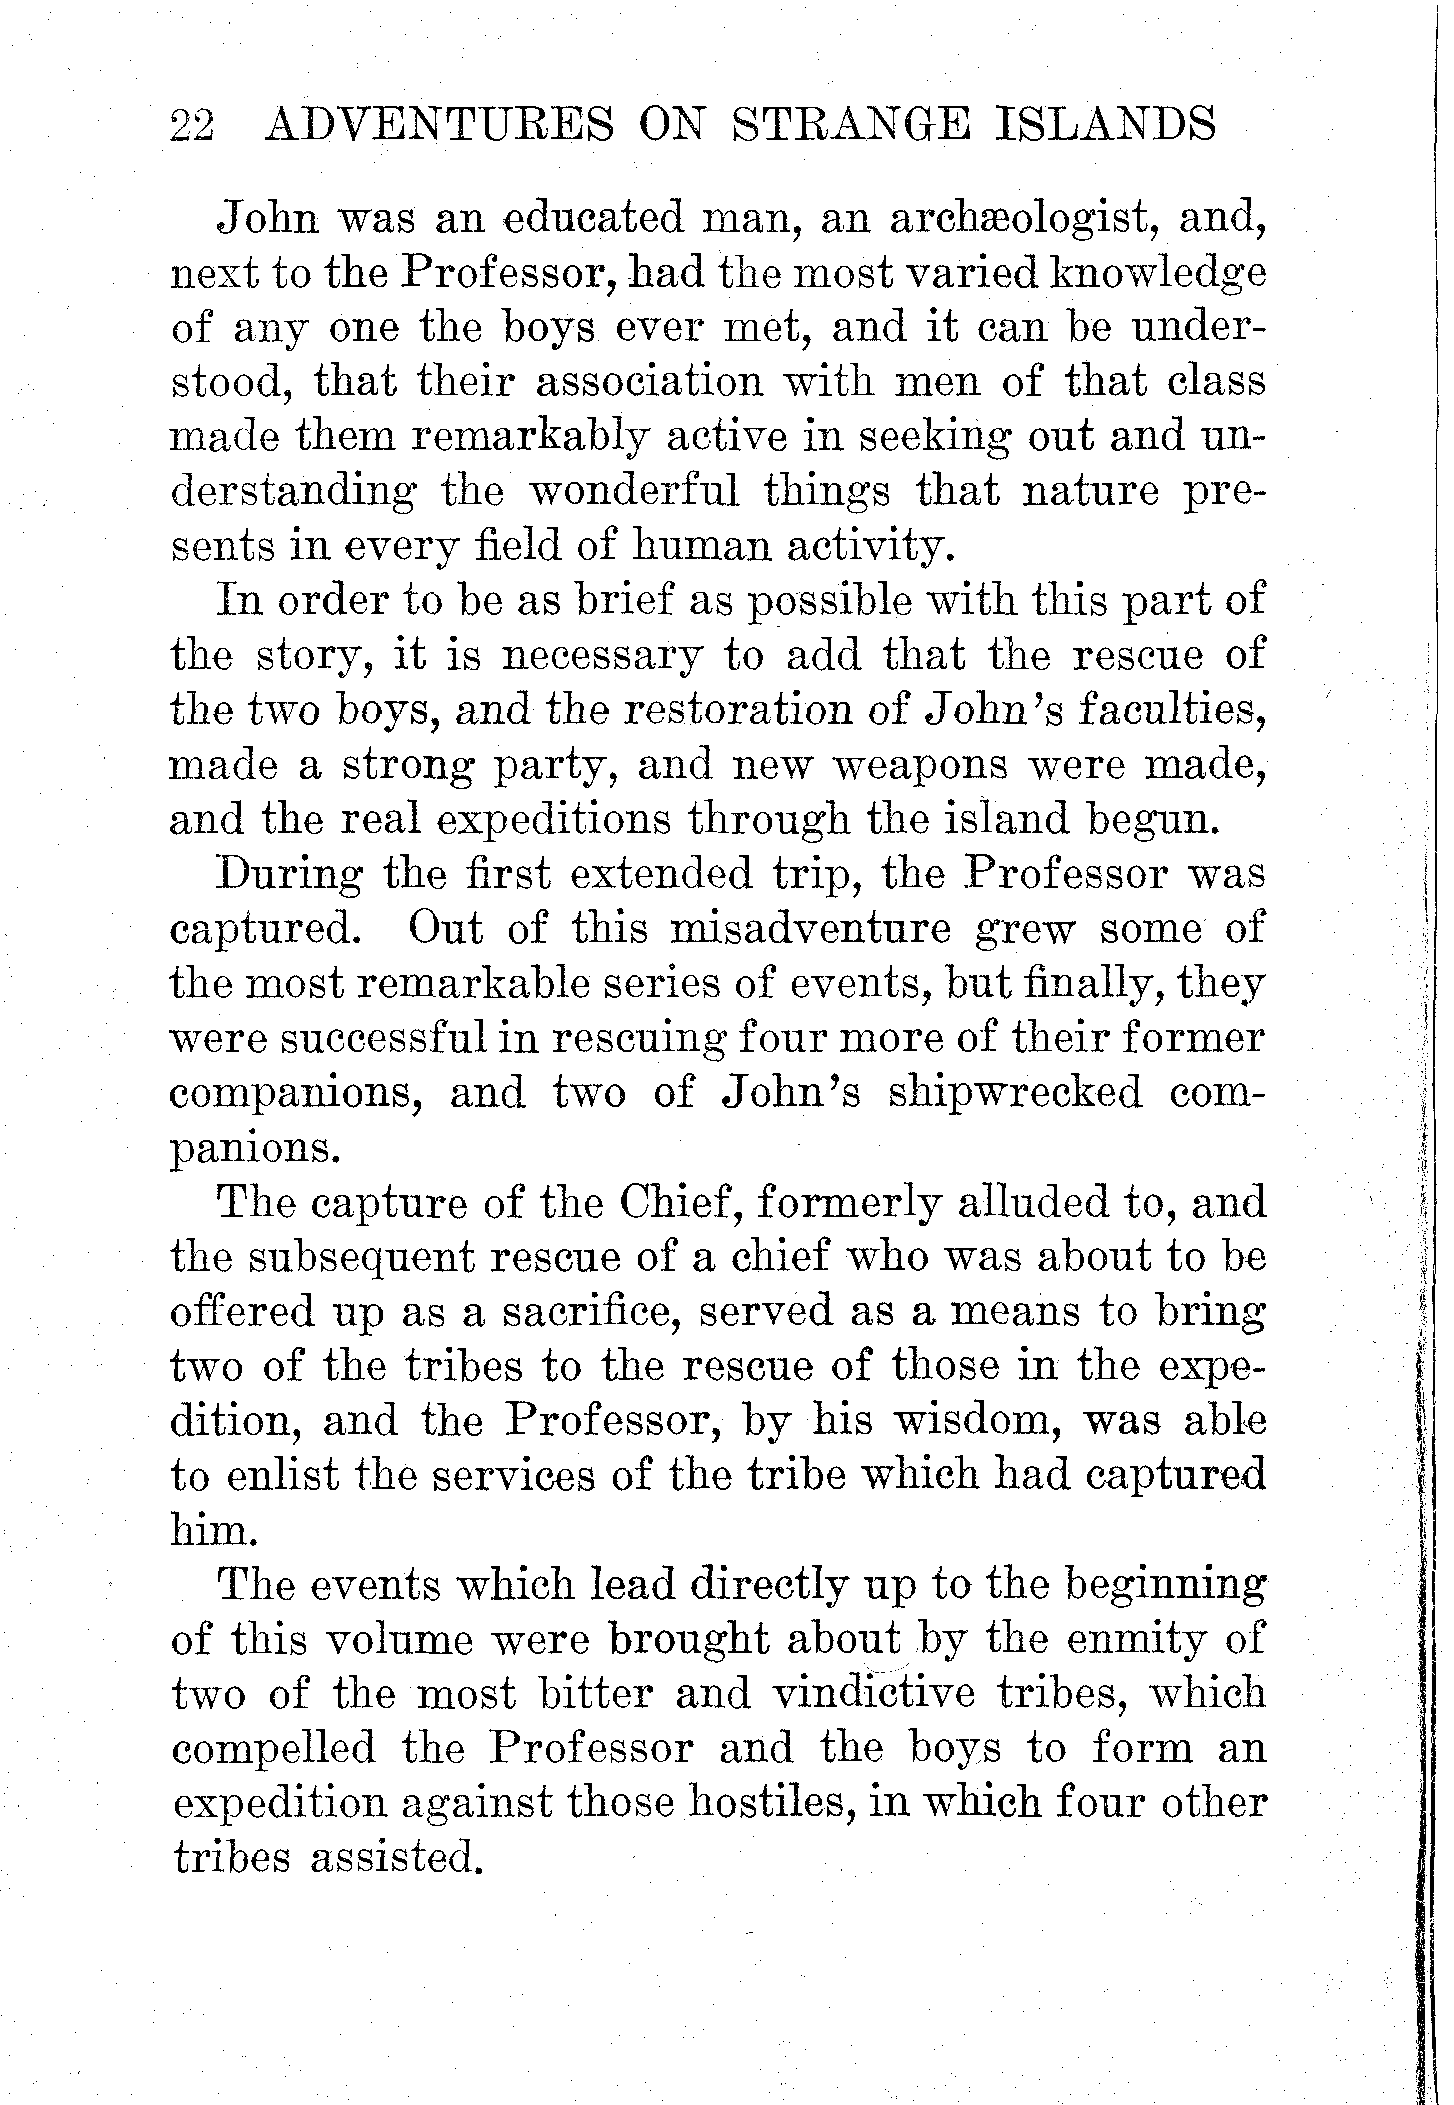 22 ADVENTURES ON STRANGE ISLANDS
John was an educated man, an archæologist, and,
next to the Professor, had the most varied knowledge
of any one the boys ever met, and it can be under-
stood, that their association with men of that class
made them remarkably active in seeking out and un-
derstanding the wonderful things that nature pre-
sents in every field of human activity.
In order to be as brief as possible with this part of
the story, it is necessary to add that the rescue of
the two boys, and the restoration of John's faculties,
made a strong party, and new weapons were made,
and the real expeditions through the island begun.
During the first extended trip, the Professor was
captured. Out of this misadventure grew some of
the most remarkable series of events, but finally, they
were successful in rescuing four more of their former
companions, and two of John's shipwrecked com-
panions.
The capture of the Chief, formerly alluded to, and
the subsequent rescue of a chief who was about to be
offered up as a sacrifice, served as a means to bring
two of the tribes to the rescue of those in the expe-
dition, and the Professor, by his wisdom, was able
to enlist the services of the tribe which had captured
him.
The events which lead directly up to the beginning
of this volume were brought about by the enmity of
two of the most bitter and vindictive tribes, which
compelled the Professor and the boys to form an
expedition against those hostiles, in which four other
tribes assisted.